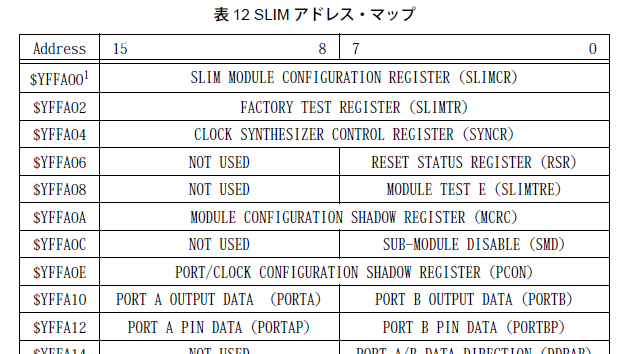 表 12 SLIM アドレス・マップ
Address 15 8 7 0
$YFFA00¹ SLIM MODULE CONFIGURATION REGISTER (SLIMCR)
$YFFA02 FACTORY TEST REGISTER (SLIMTR)
$YFFA04 CLOCK SYNTHESIZER CONTROL REGISTER (SYNCR)
$YFFA06 NOT USED RESET STATUS REGISTER (RSR)
$YFFA08 NOT USED MODULE TEST E (SLIMTRE)
$YFFA0A MODULE CONFIGURATION SHADOW REGISTER (MCRC)
$YFFA0C NOT USED SUB-MODULE DISABLE (SMD)
$YFFA0E PORT/CLOCK CONFIGURATION SHADOW REGISTER (PCON)
$YFFA10 PORT A OUTPUT DATA (PORTA) PORT B OUTPUT DATA (PORTB)
$YFFA12 PORT A PIN DATA (PORTAP) PORT B PIN DATA (PORTBP)
$YFFA14 NOT USED PORT A/B DATA DIRECTION (DDRAB)